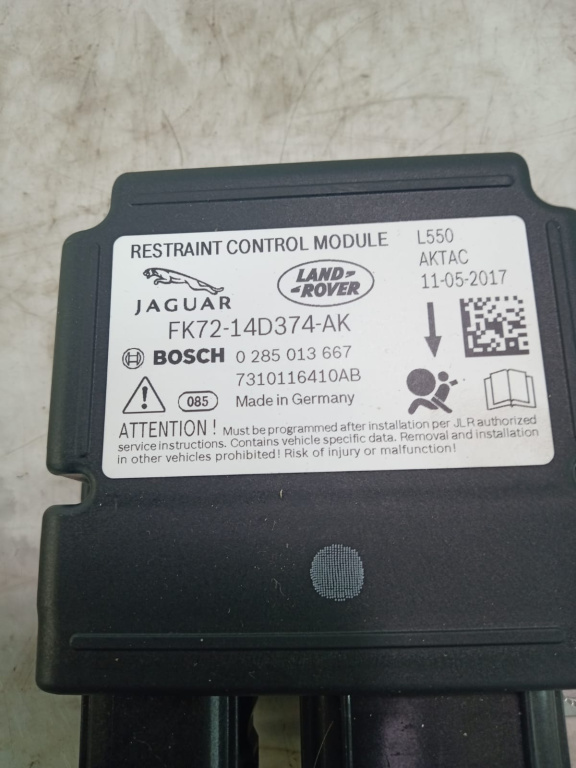 RESTRAINT CONTROL MODULE
L550
AKTAC
11-05-2017
JAGUAR
LAND ROVER
FK72-14D374-AK
BOSCH 0 285 013 667
7310116410AB
085 Made in Germany
ATTENTION ! Must be programmed after installation per JLR authorized
service instructions. Contains vehicle specific data. Removal and installation
in other vehicles prohibited! Risk of injury or malfunction!